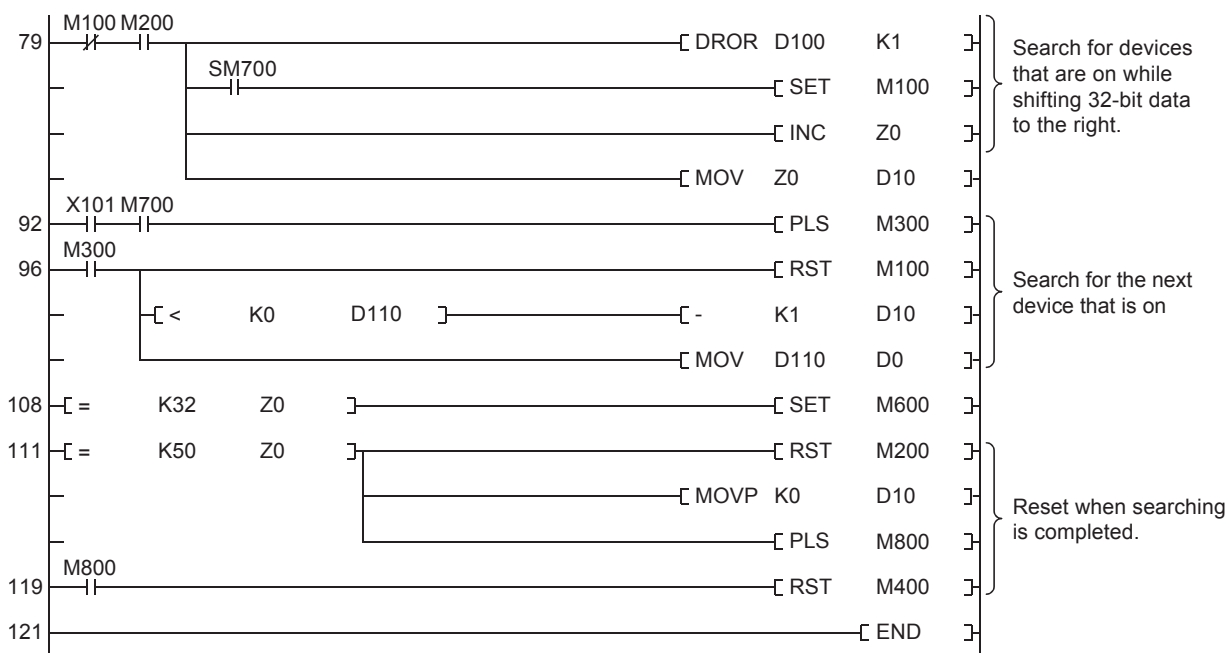 M100 M200
79 DROR D100 K1
SM700
SET M100
INC Z0
MOV Z0 D10
Search for devices
that are on while
shifting 32-bit data
to the right.
X101 M700
92 PLS M300
M300
96 RST M100
< K0 D110 - K1 D10
MOV D110 D0
Search for the next
device that is on
108 = K32 Z0 SET M600
111 = K50 Z0 RST M200
MOVP K0 D10
PLS M800
M800
119 RST M400
Reset when searching
is completed.
121 END